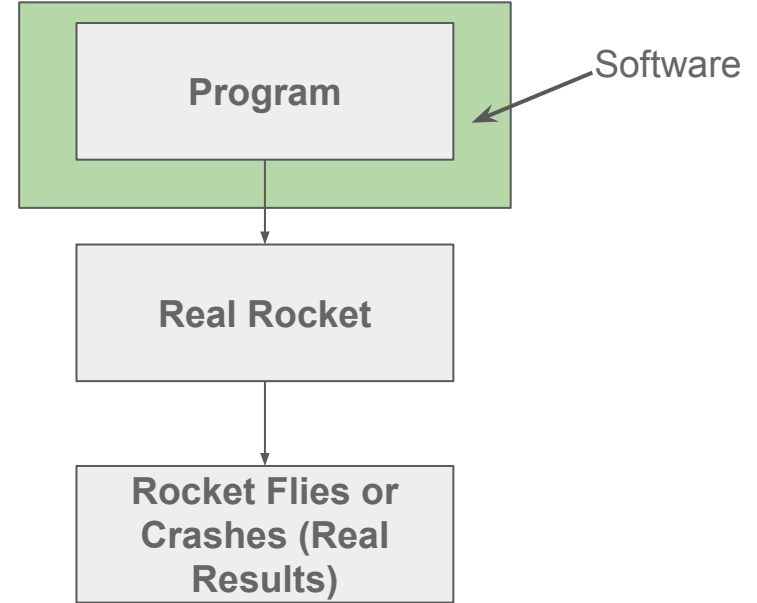 Program
Software
Real Rocket
Rocket Flies or
Crashes (Real
Results)